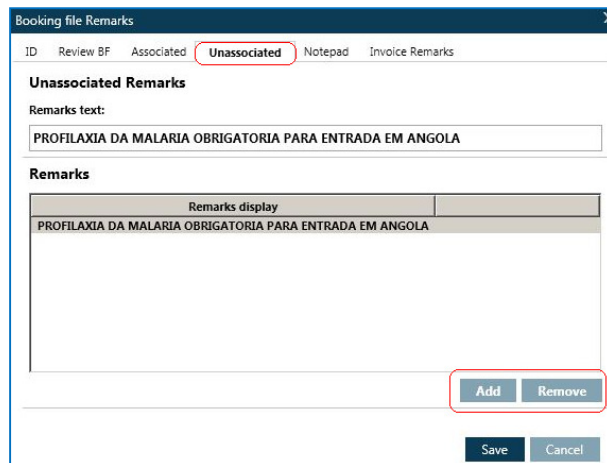 Booking file Remarks
ID Review BF Associated Unassociated Notepad Invoice Remarks
Unassociated Remarks
Remarks text:
PROFILAXIA DA MALARIA OBRIGATORIA PARA ENTRADA EM ANGOLA
Remarks
Remarks display
PROFILAXIA DA MALARIA OBRIGATORIA PARA ENTRADA EM ANGOLA
Add Remove
Save Cancel